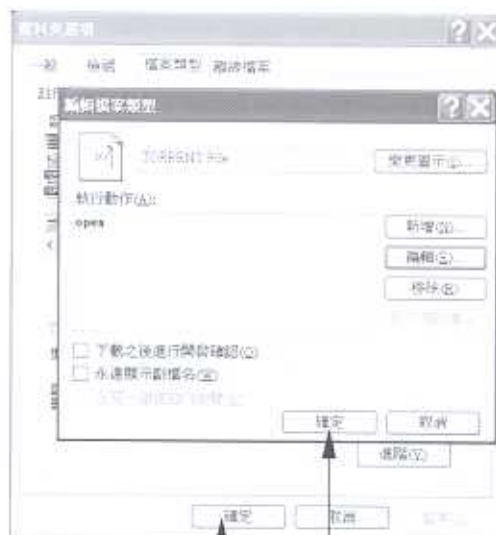 資料夾選項
一般 檢視 檔案類型 離線檔案
編輯檔案類型
TORRENT File
變更圖示(I)...
執行動作(A):
open
新增(N)...
編輯(E)...
移除(R)
下載之後進行開啟確認(O)
永遠顯示副檔名(W)
確定
取消
進階(V)
確定
取消